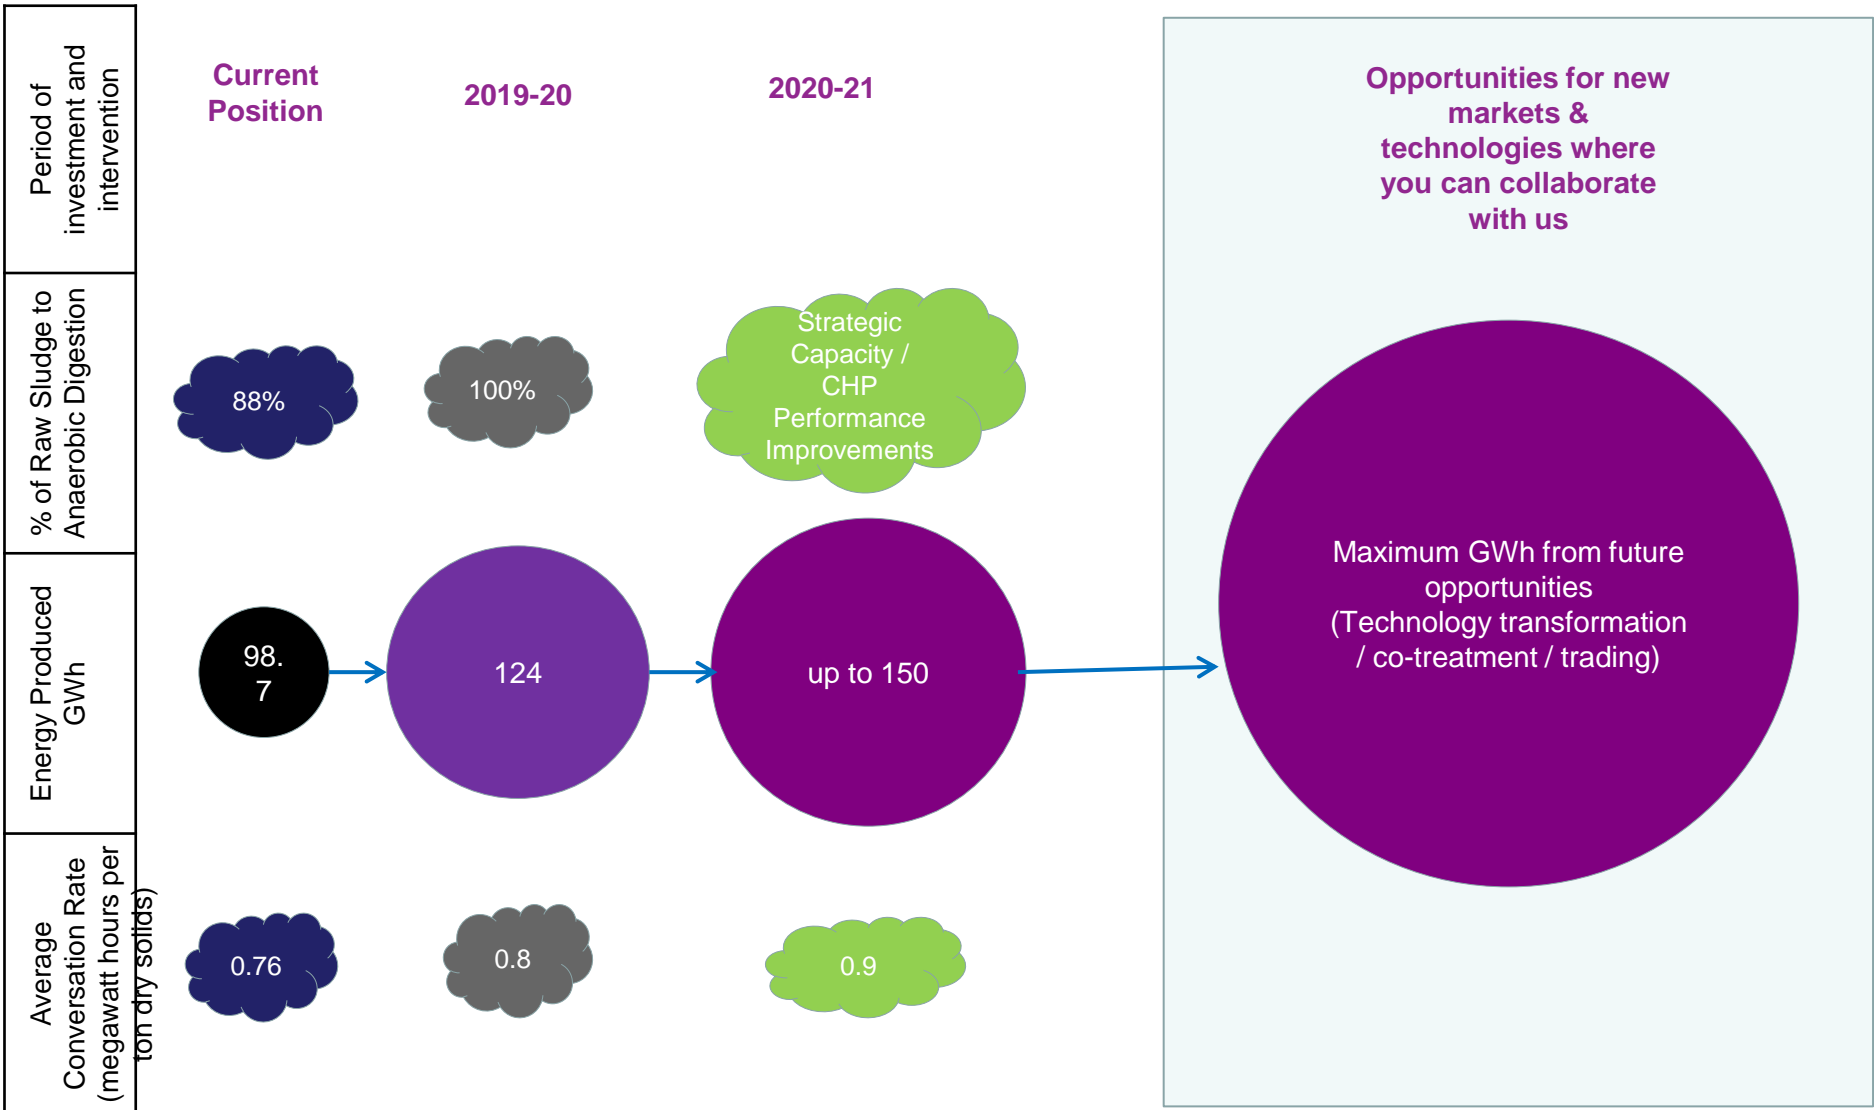 Period of
investment and
intervention
Current
Position
2019-20
2020-21
Opportunities for new
markets &
technologies where
you can collaborate
with us
% of Raw Sludge to
Anaerobic Digestion
88%
100%
Strategic
Capacity /
CHP
Performance
Improvements
Energy Produced
GWh
98.
7
124
up to 150
Maximum GWh from future
opportunities
(Technology transformation
/ co-treatment / trading)
Average
Conversation Rate
(megawatt hours per
ton dry solids)
0.76
0.8
0.9